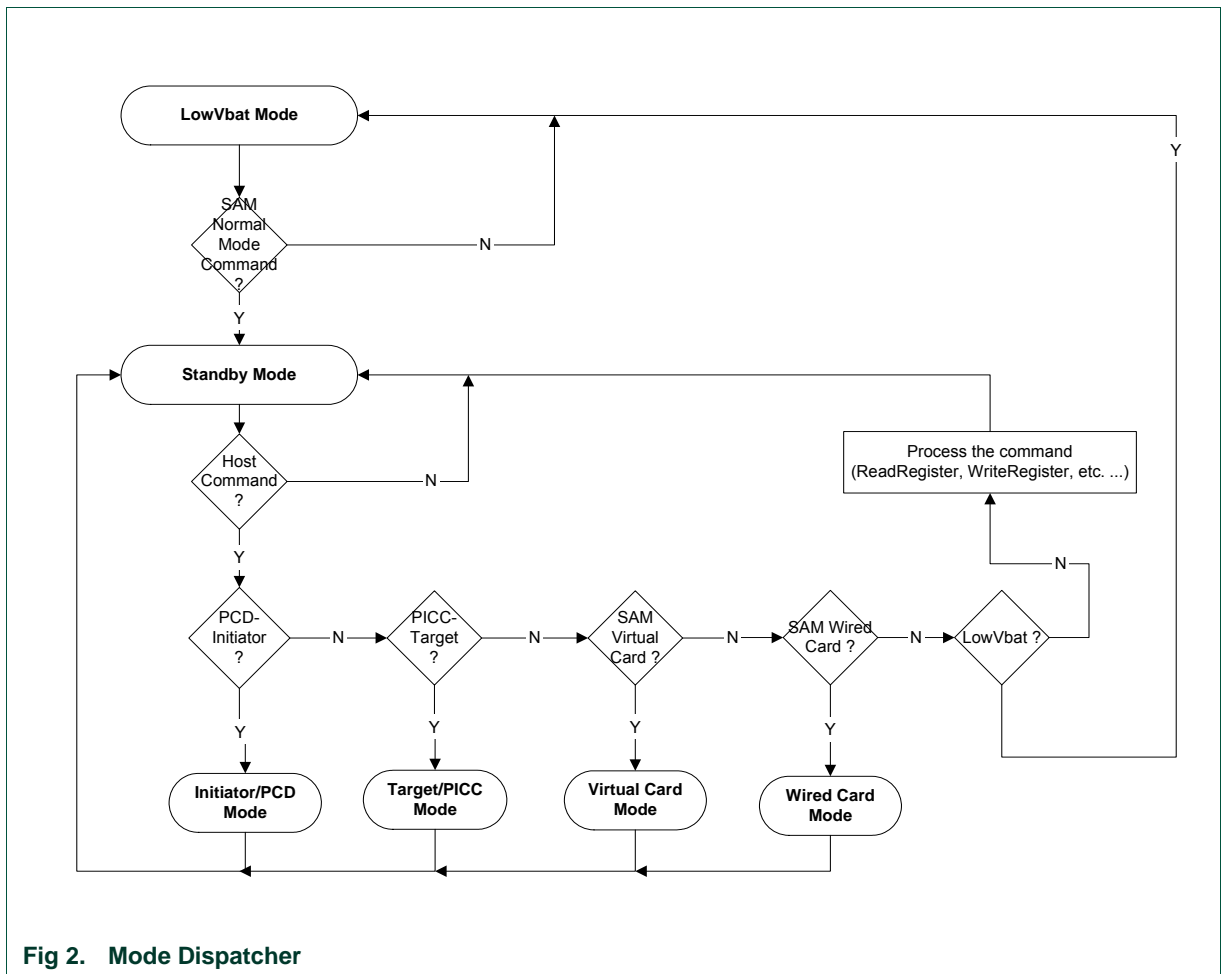 LowVbat Mode
Y
SAM
Normal
Mode
Command
?
N
Y
Standby Mode
Process the command
(ReadRegister, WriteRegister, etc. ...)
Host
Command
?
N
Y
N
PCD-
Initiator
?
N
PICC-
Target
?
N
SAM
Virtual
Card ?
N
SAM Wired
Card ?
N
LowVbat ?
Y
Y
Y
Y
Initiator/PCD
Mode
Target/PICC
Mode
Virtual Card
Mode
Wired Card
Mode
Fig 2. Mode Dispatcher